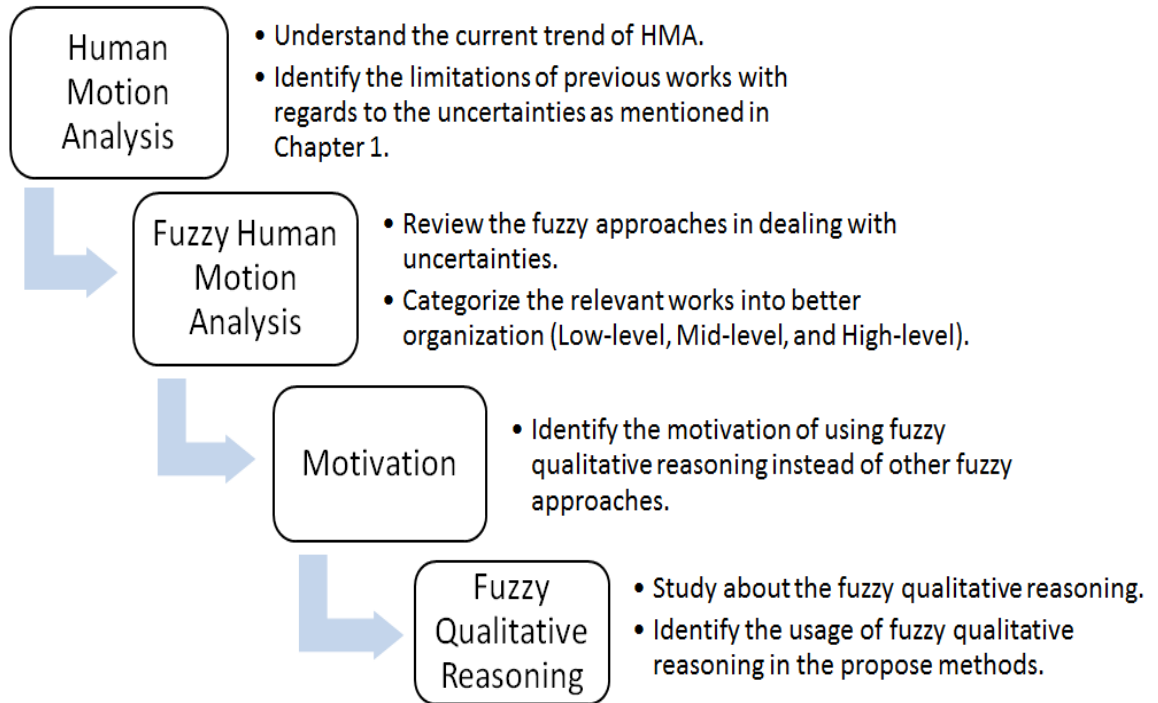 Human
Motion
Analysis
• Understand the current trend of HMA.
• Identify the limitations of previous works with
regards to the uncertainties as mentioned in
Chapter 1.
Fuzzy Human
Motion
Analysis
• Review the fuzzy approaches in dealing with
uncertainties.
• Categorize the relevant works into better
organization (Low-level, Mid-level, and High-level).
Motivation
• Identify the motivation of using fuzzy
qualitative reasoning instead of other fuzzy
approaches.
Fuzzy
Qualitative
Reasoning
• Study about the fuzzy qualitative reasoning.
• Identify the usage of fuzzy qualitative
reasoning in the propose methods.